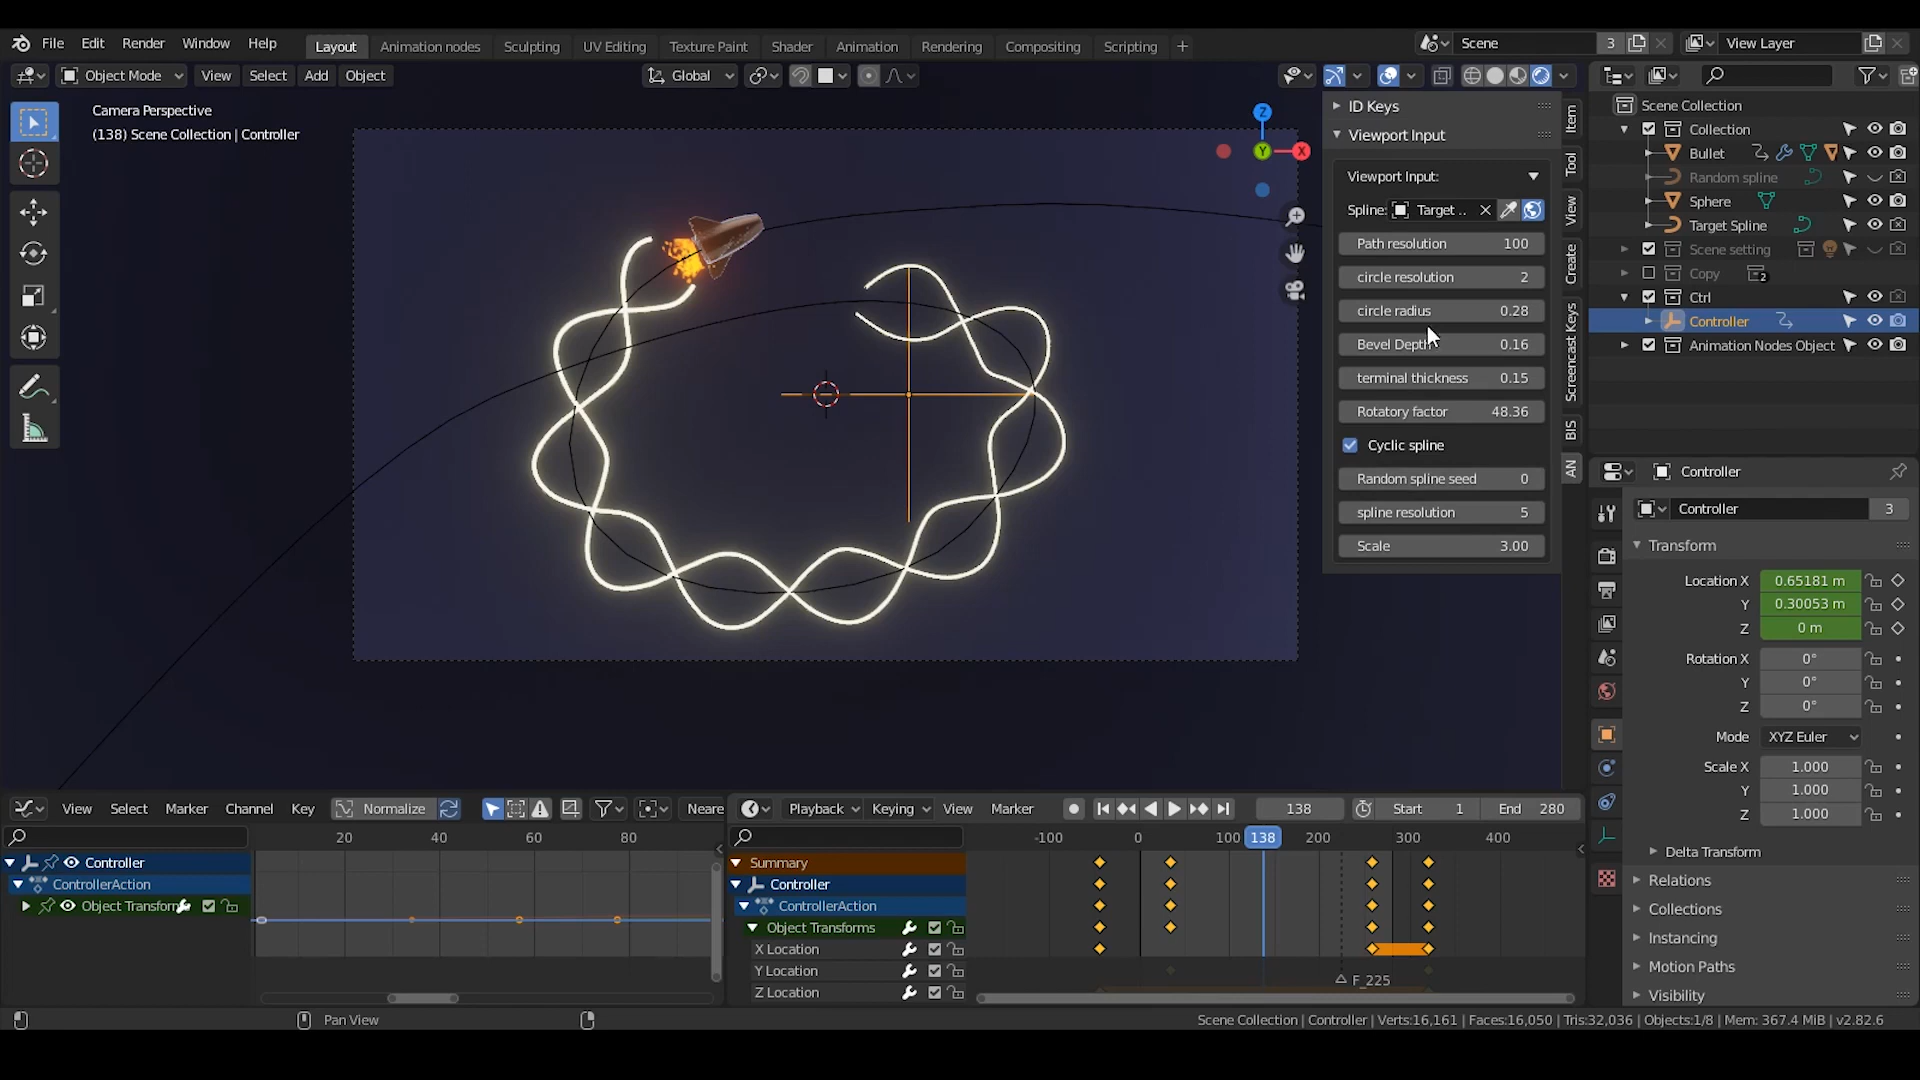 File Edit Render Window Help Layout Animation nodes Sculpting UV Editing Texture Paint Shader Animation Rendering Compositing Scripting + Scene 3 View Layer
Object Mode View Select Add Object Global
Camera Perspective
(138) Scene Collection | Controller
Z
Y
X
ID Keys
Viewport Input
Viewport Input:
Spline: Target ..
Path resolution 100
circle resolution 2
circle radius 0.28
Bevel Depth 0.16
terminal thickness 0.15
Rotatory factor 48.36
Cyclic spline
Random spline seed 0
spline resolution 5
Scale 3.00
Item
Tool
View
Create
Screencast Keys
BIS
AN
Scene Collection
Collection
Bullet
Random spline
Sphere
Target Spline
Scene setting
Copy 2
Ctrl
Controller
Animation Nodes Object
Controller
Controller 3
Transform
Location X 0.65181 m
Y 0.30053 m
Z 0 m
Rotation X 0°
Y 0°
Z 0°
Mode XYZ Euler
Scale X 1.000
Y 1.000
Z 1.000
Delta Transform
Relations
Collections
Instancing
Motion Paths
Visibility
View Select Marker Channel Key Normalize Neare
20 40 60 80
Controller
ControllerAction
Object Transform
Playback Keying View Marker 138 Start 1 End 280
-100 0 100 138 200 300 400
Summary
Controller
ControllerAction
Object Transforms
X Location
Y Location
Z Location
F_225
Pan View
Scene Collection | Controller | Verts:16,161 | Faces:16,050 | Tris:32,036 | Objects:1/8 | Mem: 367.4 MiB | v2.82.6